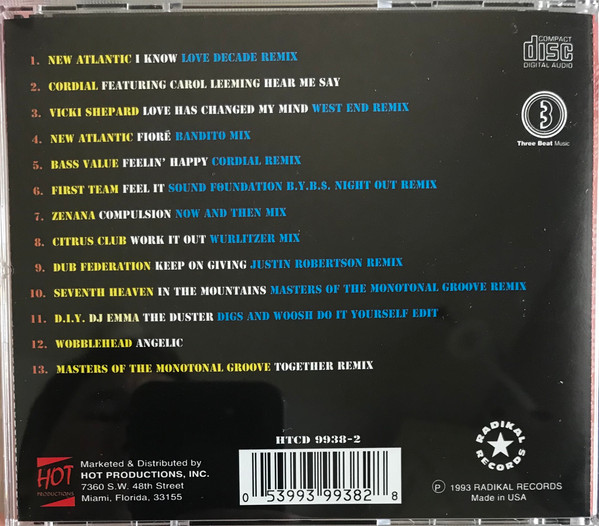 1. NEW ATLANTIC I KNOW LOVE DECADE REMIX
2. CORDIAL FEATURING CAROL LEEMING HEAR ME SAY
3. VICKI SHEPARD LOVE HAS CHANGED MY MIND WEST END REMIX
4. NEW ATLANTIC FIORÉ BANDITO MIX
5. BASS VALUE FEELIN' HAPPY CORDIAL REMIX
6. FIRST TEAM FEEL IT SOUND FOUNDATION B.Y.B.S. NIGHT OUT REMIX
7. ZENANA COMPULSION NOW AND THEN MIX
8. CITRUS CLUB WORK IT OUT WURLITZER MIX
9. DUB FEDERATION KEEP ON GIVING JUSTIN ROBERTSON REMIX
10. SEVENTH HEAVEN IN THE MOUNTAINS MASTERS OF THE MONOTONAL GROOVE REMIX
11. D.I.Y. DJ EMMA THE DUSTER DIGS AND WOOSH DO IT YOURSELF EDIT
12. WOBBLEHEAD ANGELIC
13. MASTERS OF THE MONOTONAL GROOVE TOGETHER REMIX
COMPACT
disc
DIGITAL AUDIO
3
Three Beat Music
HOT
PRODUCTIONS
Marketed & Distributed by
HOT PRODUCTIONS, INC.
7360 S.W. 48th Street
Miami, Florida, 33155
HTCD 9938-2
0 53993 99382 8
RADIKAL
RECORDS
Ⓟ 1993 RADIKAL RECORDS
Made in USA